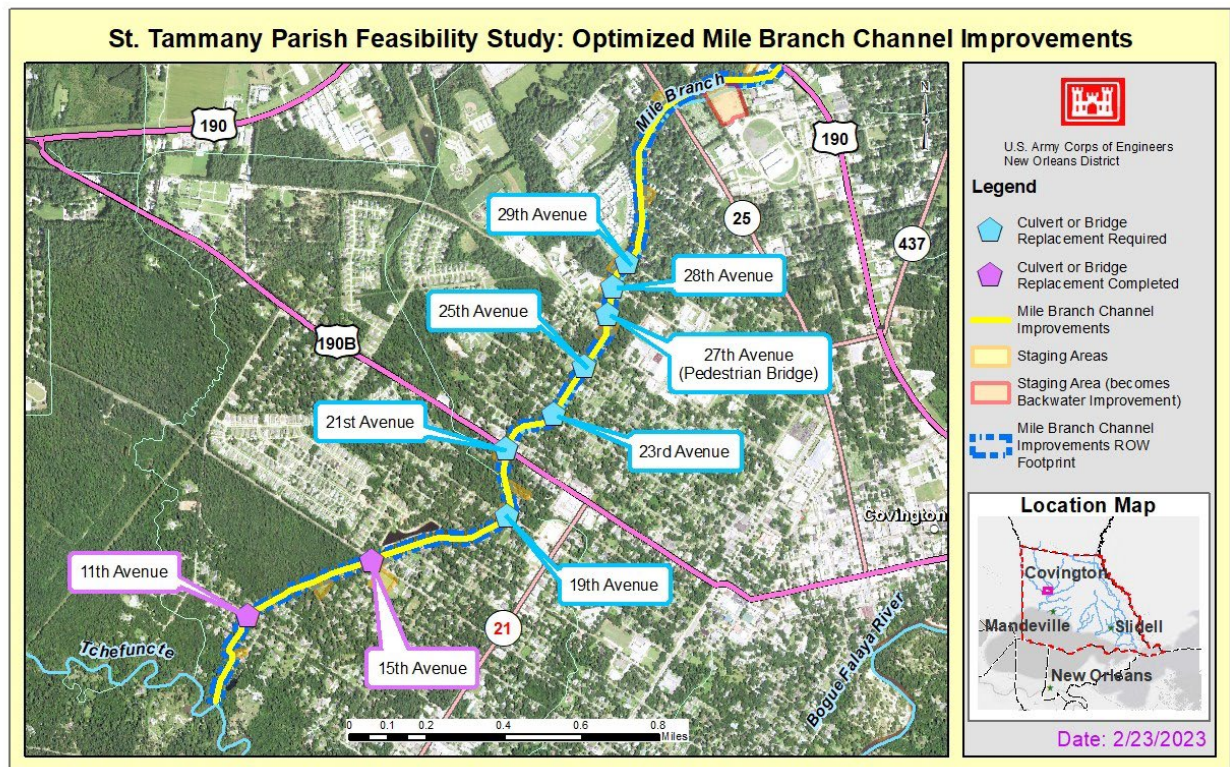 St. Tammany Parish Feasibility Study: Optimized Mile Branch Channel Improvements
190
Mile Branch
N
190
29th Avenue
25
437
28th Avenue
25th Avenue
190B
27th Avenue
(Pedestrian Bridge)
21st Avenue
23rd Avenue
Covington
11th Avenue
19th Avenue
21
Tchefuncte
15th Avenue
Bogue Falaya River
0 0.1 0.2 0.4 0.6 0.8
Miles
U.S. Army Corps of Engineers
New Orleans District
Legend
Culvert or Bridge
Replacement Required
Culvert or Bridge
Replacement Completed
Mile Branch Channel
Improvements
Staging Areas
Staging Area (becomes
Backwater Improvement)
Mile Branch Channel
Improvements ROW
Footprint
Location Map
Covington
Mandeville
Slidell
New Orleans
Date: 2/23/2023